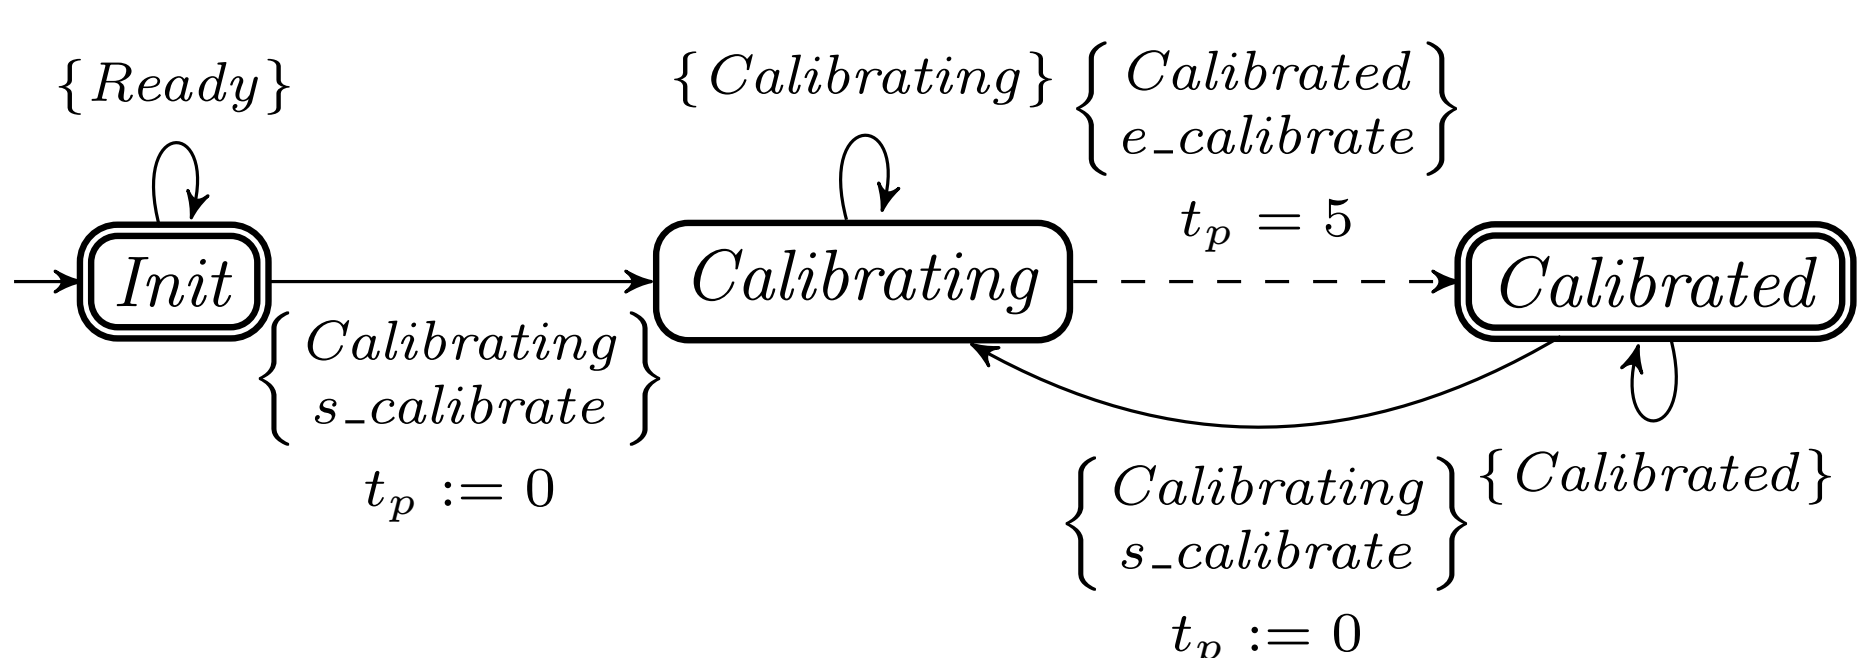 {Ready}
{Calibrating}
{Calibrated
e_calibrate}
t_p = 5
Init
Calibrating
Calibrated
{Calibrating
s_calibrate}
t_p := 0
{Calibrating
s_calibrate}
t_p := 0
{Calibrated}